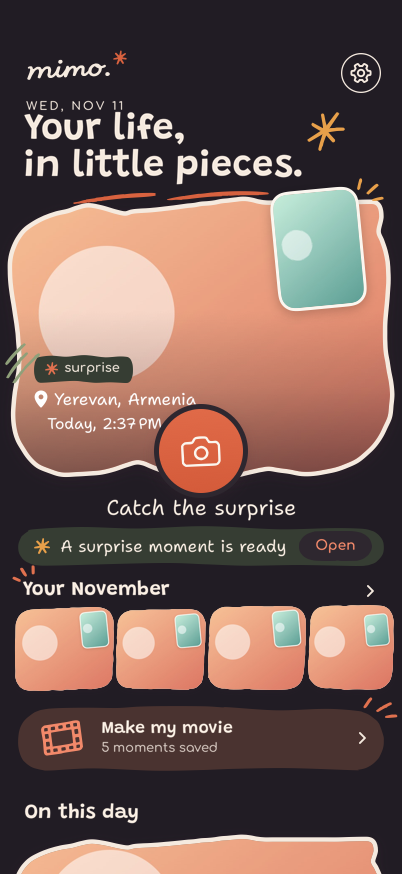 mimo.
WED, NOV 11
Your life,
in little pieces.
surprise
Yerevan, Armenia
Today, 2:37 PM
Catch the surprise
A surprise moment is ready
Open
Your November
Make my movie
5 moments saved
On this day